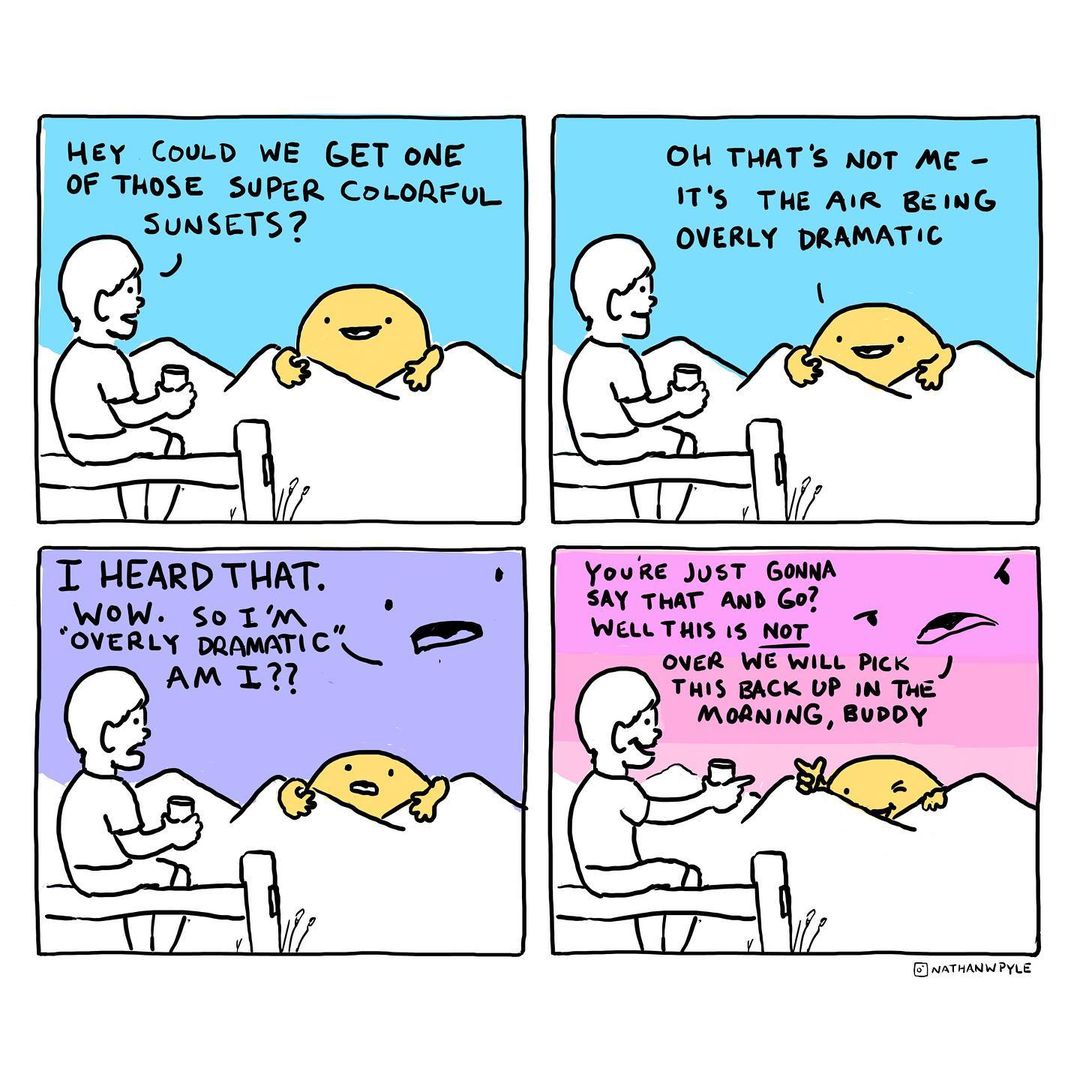 HEY COULD WE GET ONE
OF THOSE SUPER COLORFUL
SUNSETS?
OH THAT'S NOT ME -
IT'S THE AIR BEING
OVERLY DRAMATIC
I HEARD THAT.
WOW. SO I'M
"OVERLY DRAMATIC"
AM I??
YOU'RE JUST GONNA
SAY THAT AND GO?
WELL THIS IS NOT
OVER WE WILL PICK
THIS BACK UP IN THE
MORNING, BUDDY
NATHANWPYLE